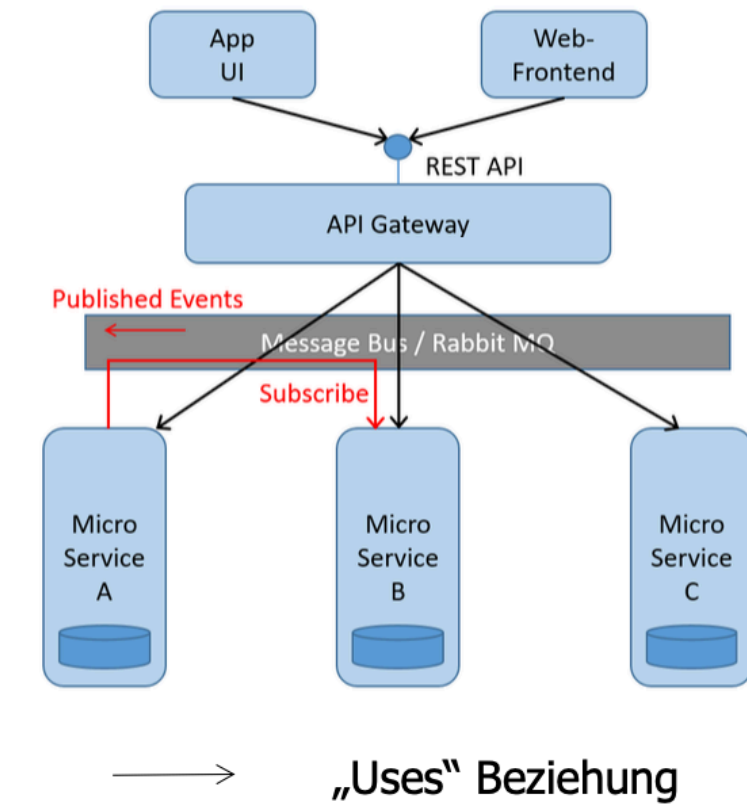 App
UI
Web-
Frontend
REST API
API Gateway
Published Events
Message Bus / Rabbit MQ
Subscribe
Micro
Service
A
Micro
Service
B
Micro
Service
C
„Uses“ Beziehung